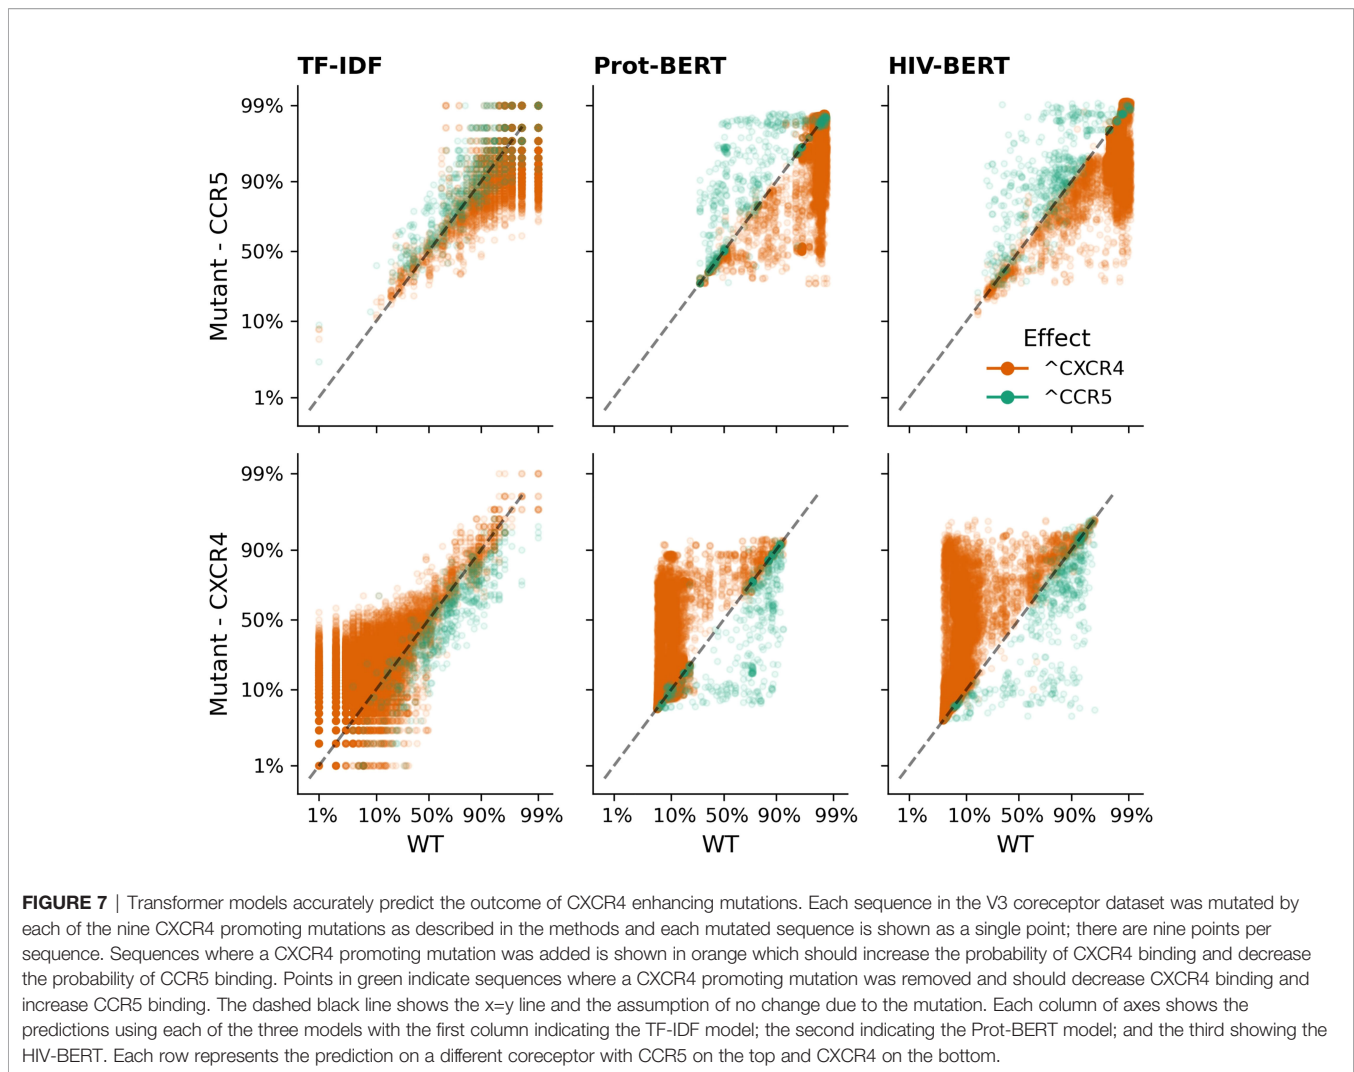 TF-IDF
Prot-BERT
HIV-BERT
99%
90%
50%
10%
1%
Mutant - CCR5
Effect
^CXCR4
^CCR5
99%
90%
50%
10%
1%
Mutant - CXCR4
1% 10% 50% 90% 99%
1% 10% 50% 90% 99%
1% 10% 50% 90% 99%
WT
WT
WT
FIGURE 7 | Transformer models accurately predict the outcome of CXCR4 enhancing mutations. Each sequence in the V3 coreceptor dataset was mutated by
each of the nine CXCR4 promoting mutations as described in the methods and each mutated sequence is shown as a single point; there are nine points per
sequence. Sequences where a CXCR4 promoting mutation was added is shown in orange which should increase the probability of CXCR4 binding and decrease
the probability of CCR5 binding. Points in green indicate sequences where a CXCR4 promoting mutation was removed and should decrease CXCR4 binding and
increase CCR5 binding. The dashed black line shows the x=y line and the assumption of no change due to the mutation. Each column of axes shows the
predictions using each of the three models with the first column indicating the TF-IDF model; the second indicating the Prot-BERT model; and the third showing the
HIV-BERT. Each row represents the prediction on a different coreceptor with CCR5 on the top and CXCR4 on the bottom.